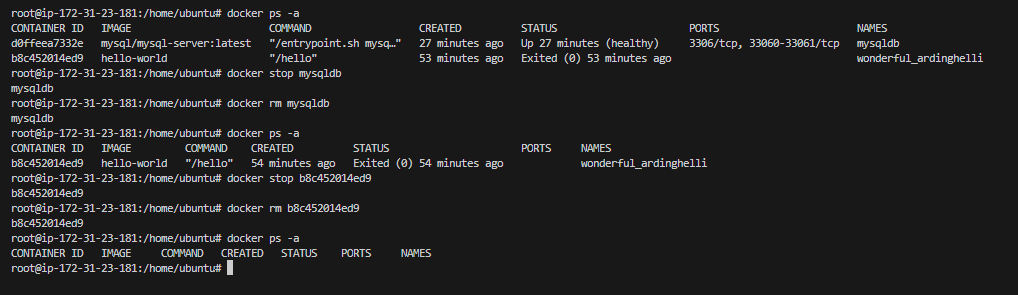 root@ip-172-31-23-181:/home/ubuntu# docker ps -a
CONTAINER ID   IMAGE                       COMMAND                  CREATED          STATUS                      PORTS                       NAMES
d0ffeea7332e   mysql/mysql-server:latest   "/entrypoint.sh mysq…"   27 minutes ago   Up 27 minutes (healthy)     3306/tcp, 33060-33061/tcp   mysqldb
b8c452014ed9   hello-world                 "/hello"                 53 minutes ago   Exited (0) 53 minutes ago                               wonderful_ardinghelli
root@ip-172-31-23-181:/home/ubuntu# docker stop mysqldb
mysqldb
root@ip-172-31-23-181:/home/ubuntu# docker rm mysqldb
mysqldb
root@ip-172-31-23-181:/home/ubuntu# docker ps -a
CONTAINER ID   IMAGE         COMMAND    CREATED          STATUS                      PORTS     NAMES
b8c452014ed9   hello-world   "/hello"   54 minutes ago   Exited (0) 54 minutes ago             wonderful_ardinghelli
root@ip-172-31-23-181:/home/ubuntu# docker stop b8c452014ed9
b8c452014ed9
root@ip-172-31-23-181:/home/ubuntu# docker rm b8c452014ed9
b8c452014ed9
root@ip-172-31-23-181:/home/ubuntu# docker ps -a
CONTAINER ID   IMAGE     COMMAND   CREATED   STATUS    PORTS     NAMES
root@ip-172-31-23-181:/home/ubuntu#